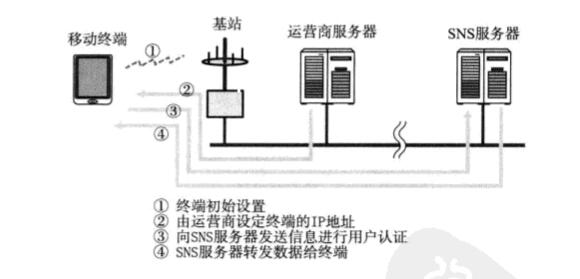 基站
运营商服务器
SNS服务器
移动终端
①
②
③
④
① 终端初始设置
② 由运营商设定终端的IP地址
③ 向SNS服务器发送信息进行用户认证
④ SNS服务器转发数据给终端